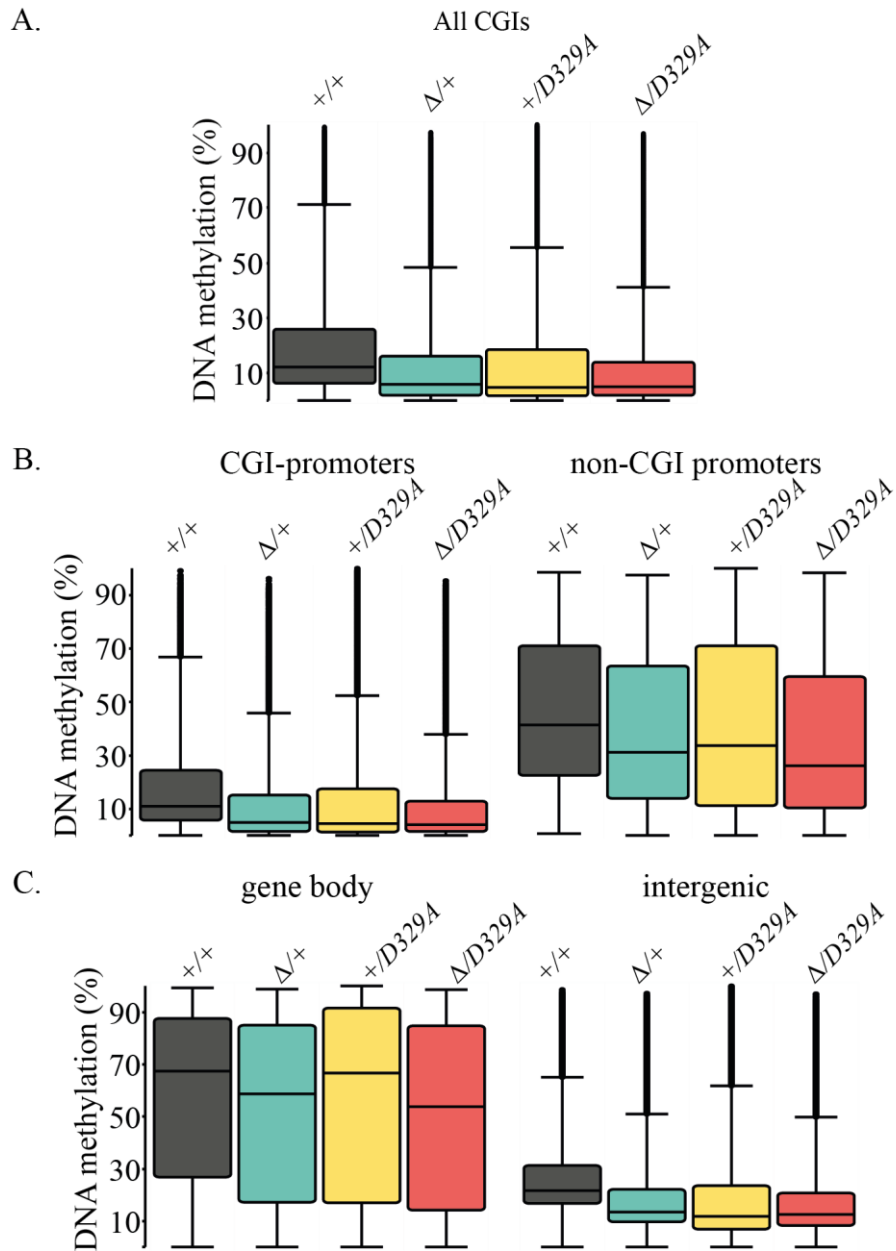 A.
All CGIs
+/+
Δ/+
+/D329A
Δ/D329A
DNA methylation (%)
90
70
50
30
10
B.
CGI-promoters
non-CGI promoters
+/+
Δ/+
+/D329A
Δ/D329A
+/+
Δ/+
+/D329A
Δ/D329A
DNA methylation (%)
90
70
50
30
10
C.
gene body
intergenic
+/+
Δ/+
+/D329A
Δ/D329A
+/+
Δ/+
+/D329A
Δ/D329A
DNA methylation (%)
90
70
50
30
10